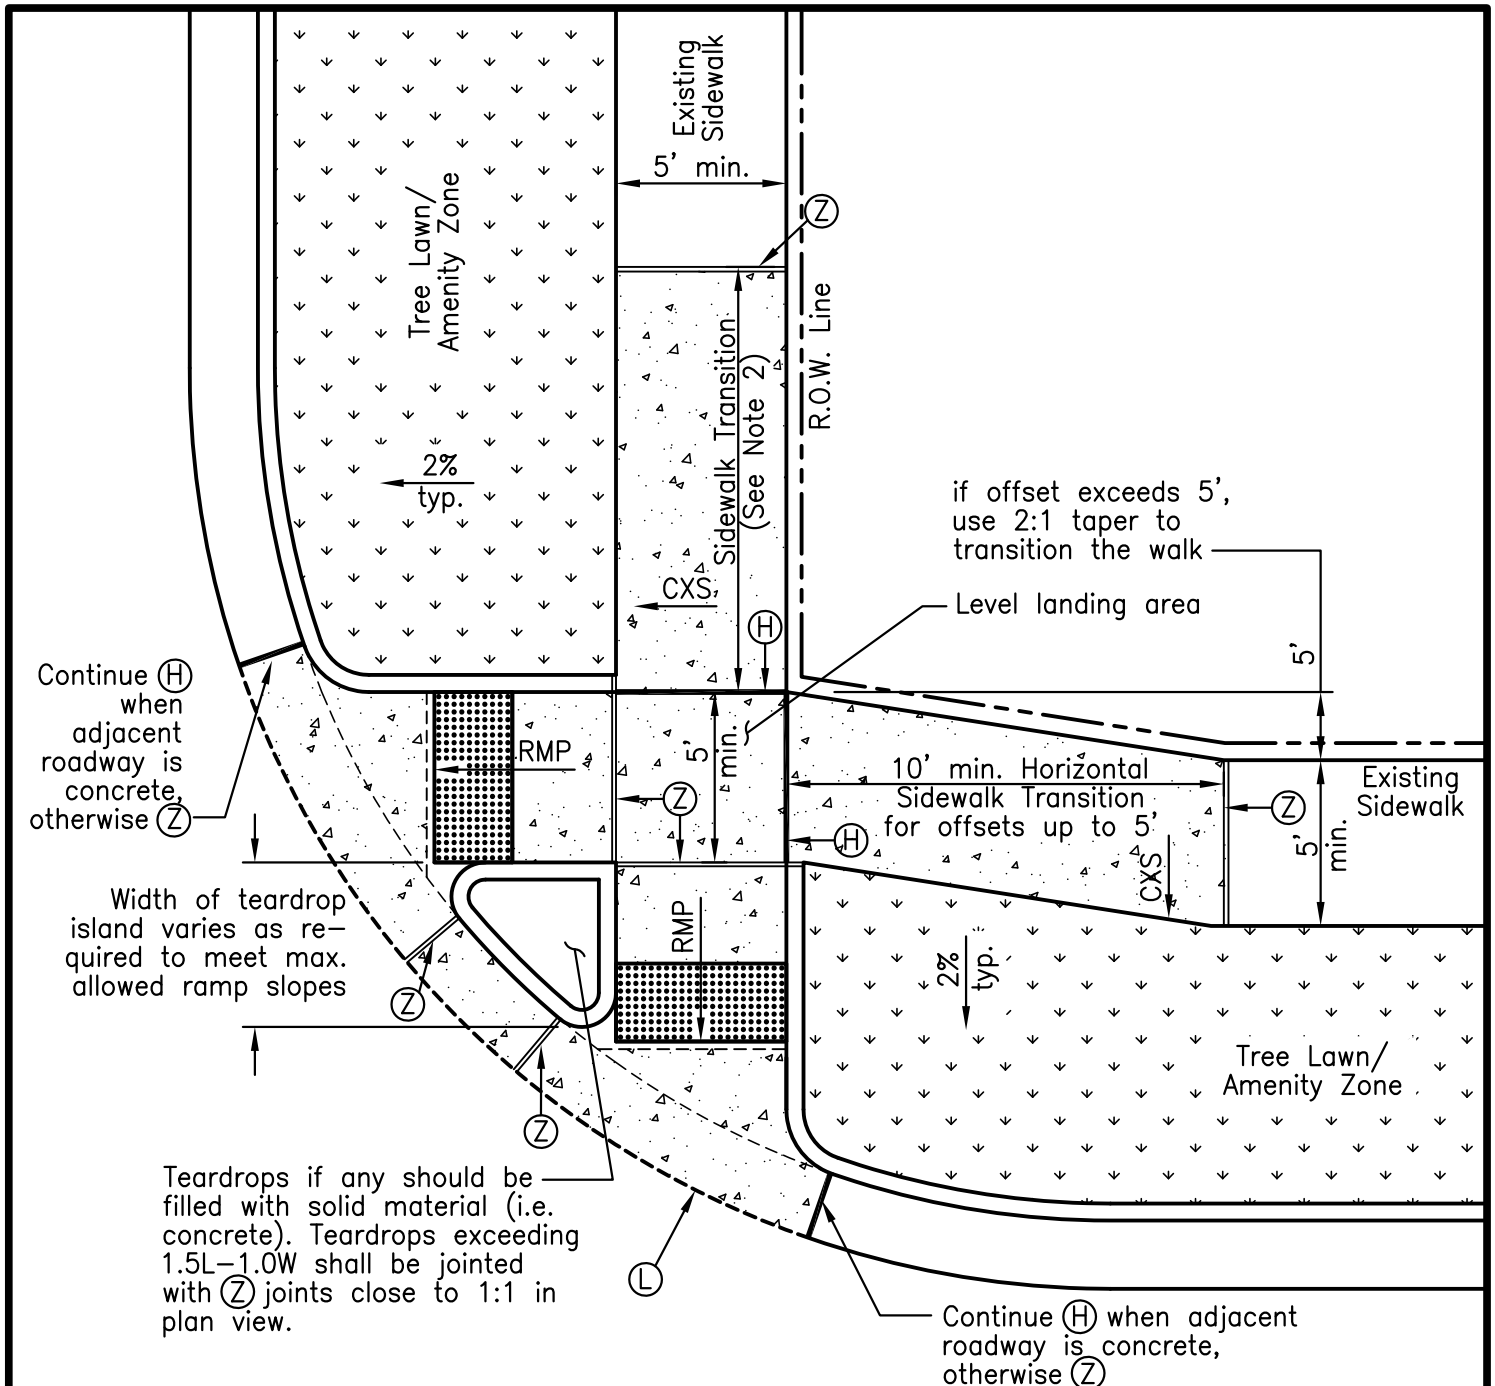 Existing
Sidewalk
5' min.
Z
Tree Lawn/
Amenity Zone
R.O.W. Line
Sidewalk Transition
(See Note 2)
2%
typ.
if offset exceeds 5',
use 2:1 taper to
transition the walk
CXS
Level landing area
H
5'
Continue H
when
adjacent
roadway is
concrete,
otherwise Z
RMP
5'
min.
10' min. Horizontal
Sidewalk Transition
for offsets up to 5'
Z
H
Z
Existing
Sidewalk
5'
min.
CXS
Width of teardrop
island varies as re-
quired to meet max.
allowed ramp slopes
RMP
2%
typ.
Z
Tree Lawn/
Amenity Zone
Z
Teardrops if any should be
filled with solid material (i.e.
concrete). Teardrops exceeding
1.5L-1.0W shall be jointed
with Z joints close to 1:1 in
plan view.
L
Continue H when adjacent
roadway is concrete,
otherwise Z